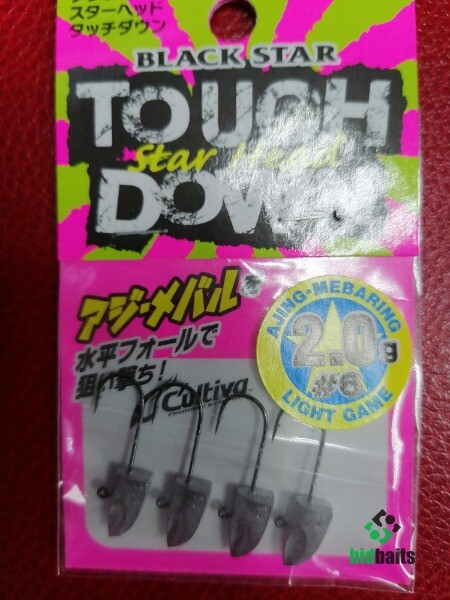 スターヘッド
タッチダウン
BLACK STAR
TOUCH
Star Head
DOWN
アジ・メバルを
水平フォールで
狙い撃ち!
Cultiva
AJING-MEBARING
2.0g
#6
LIGHT GAME
bidbaits